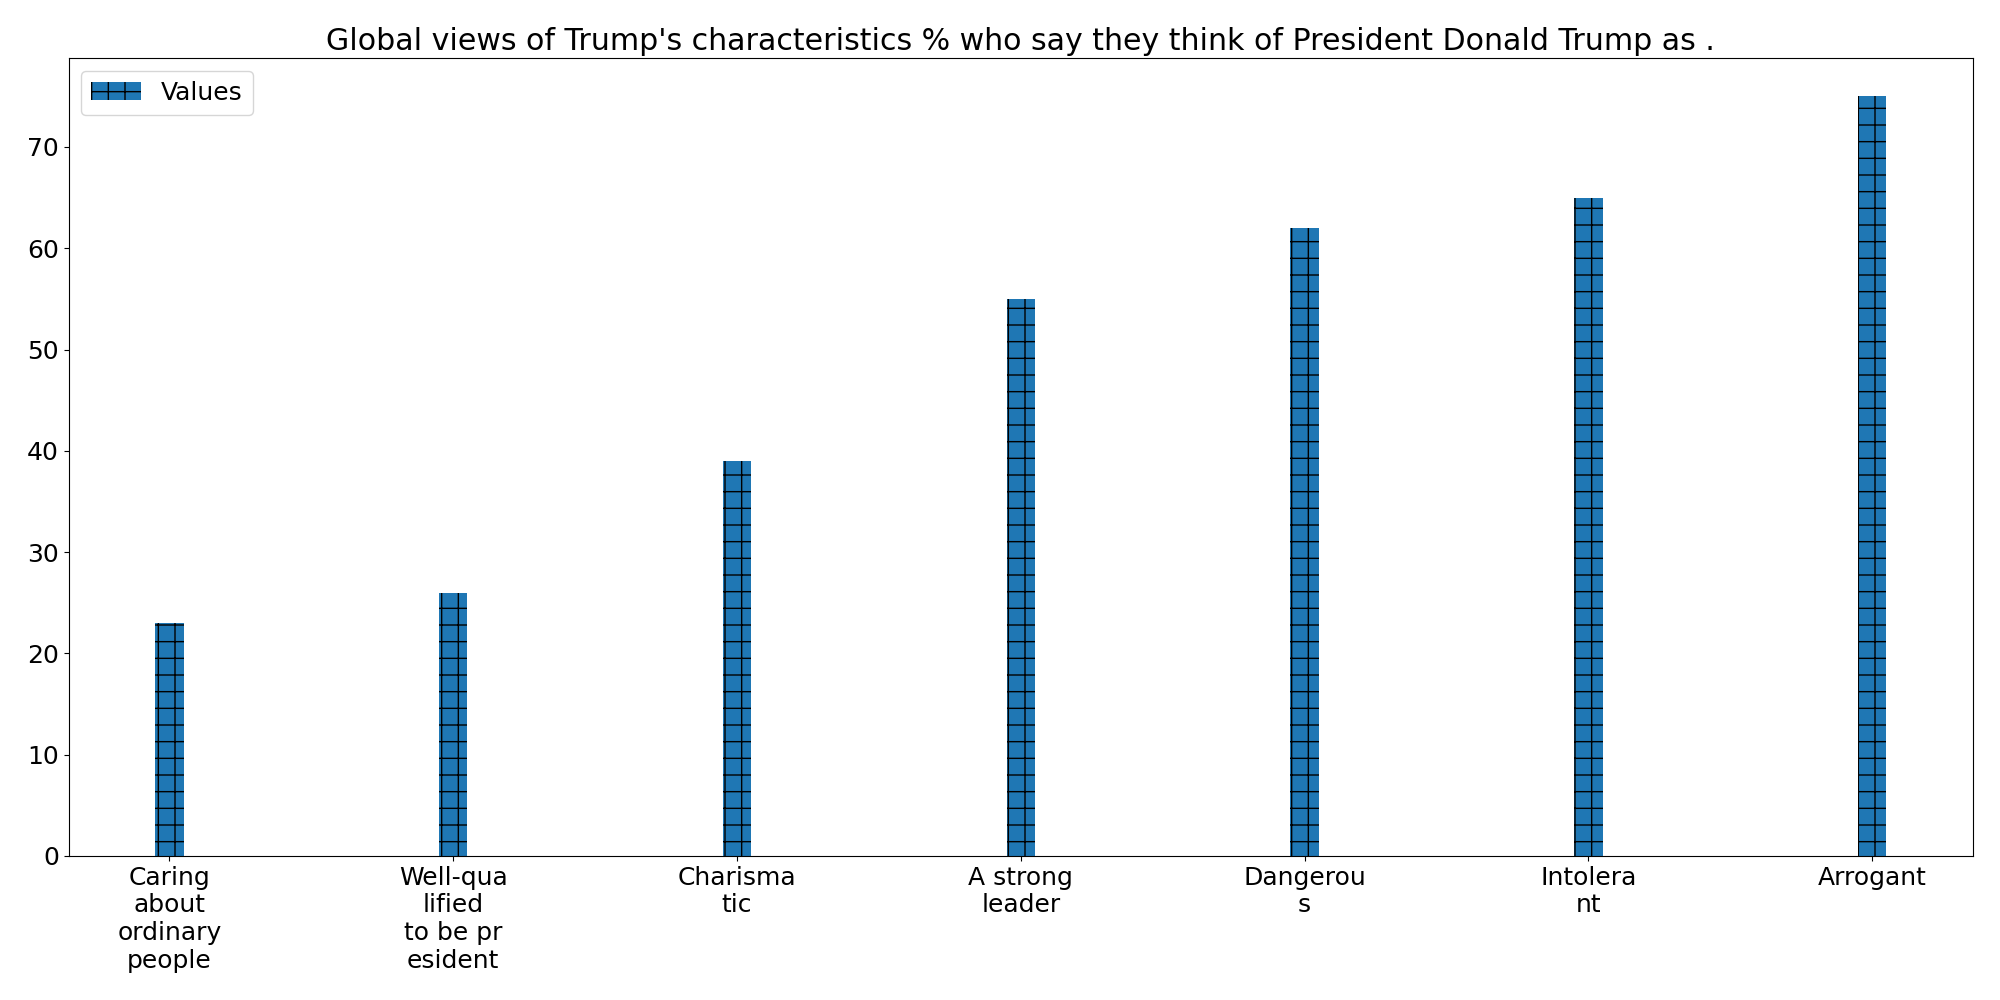 Global views of Trump's characteristics % who say they think of President Donald Trump as .
Values
70
60
50
40
30
20
10
0
Caring
about
ordinary
people
Well-qua
lified
to be pr
esident
Charisma
tic
A strong
leader
Dangerou
s
Intolera
nt
Arrogant